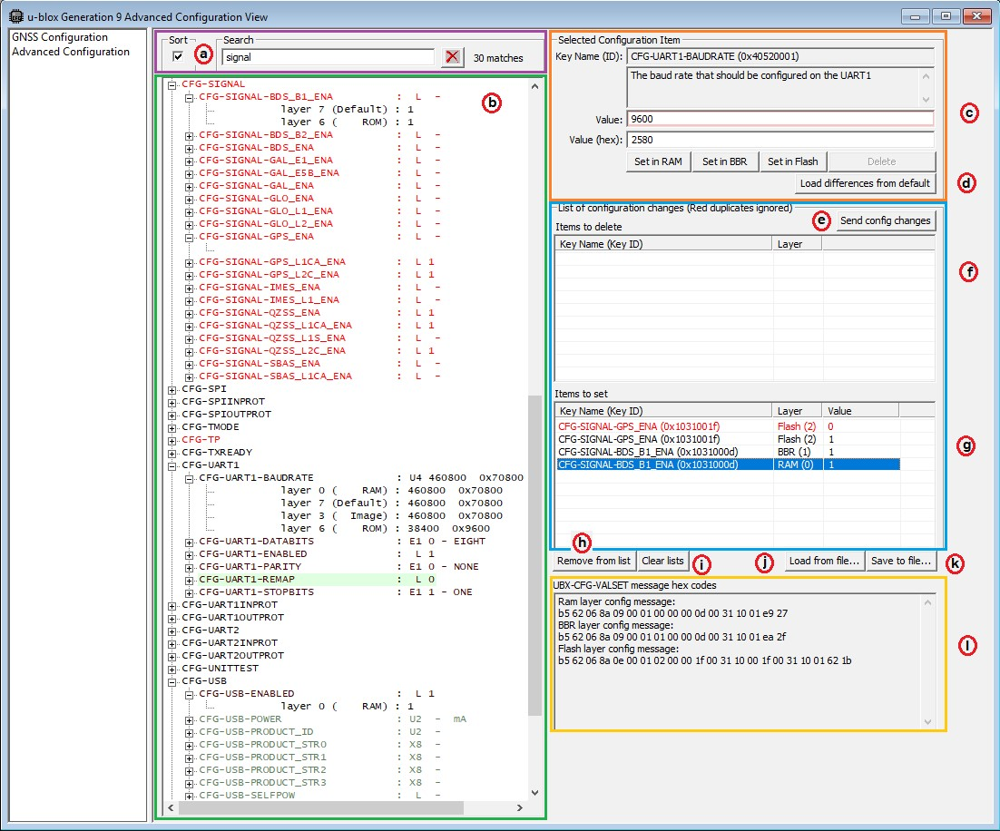 u-blox Generation 9 Advanced Configuration View
GNSS Configuration
Advanced Configuration
Sort
a
Search
signal
30 matches
b
CFG-SIGNAL
CFG-SIGNAL-BDS_B1_ENA : L -
layer 7 (Default) : 1
layer 6 ( ROM) : 1
CFG-SIGNAL-BDS_B2_ENA : L -
CFG-SIGNAL-BDS_ENA : L -
CFG-SIGNAL-GAL_E1_ENA : L -
CFG-SIGNAL-GAL_E5B_ENA : L -
CFG-SIGNAL-GAL_ENA : L -
CFG-SIGNAL-GLO_ENA : L -
CFG-SIGNAL-GLO_L1_ENA : L -
CFG-SIGNAL-GLO_L2_ENA : L -
CFG-SIGNAL-GPS_ENA : L -
CFG-SIGNAL-GPS_L1CA_ENA : L 1
CFG-SIGNAL-GPS_L2C_ENA : L 1
CFG-SIGNAL-IMES_ENA : L -
CFG-SIGNAL-IMES_L1_ENA : L -
CFG-SIGNAL-QZSS_ENA : L 1
CFG-SIGNAL-QZSS_L1CA_ENA : L 1
CFG-SIGNAL-QZSS_L1S_ENA : L -
CFG-SIGNAL-QZSS_L2C_ENA : L 1
CFG-SIGNAL-SBAS_ENA : L -
CFG-SIGNAL-SBAS_L1CA_ENA : L -
CFG-SPI
CFG-SPIINPROT
CFG-SPIOUTPROT
CFG-TMODE
CFG-TP
CFG-TXREADY
CFG-UART1
CFG-UART1-BAUDRATE : U4 460800 0x70800
layer 0 ( RAM) : 460800 0x70800
layer 7 (Default) : 460800 0x70800
layer 3 ( Image) : 460800 0x70800
layer 6 ( ROM) : 38400 0x9600
CFG-UART1-DATABITS : E1 0 - EIGHT
CFG-UART1-ENABLED : L 1
CFG-UART1-PARITY : E1 0 - NONE
CFG-UART1-REMAP : L 0
CFG-UART1-STOPBITS : E1 1 - ONE
CFG-UART1INPROT
CFG-UART1OUTPROT
CFG-UART2
CFG-UART2INPROT
CFG-UART2OUTPROT
CFG-UNITTEST
CFG-USB
CFG-USB-ENABLED : L 1
layer 0 ( RAM) : 1
CFG-USB-POWER : U2 - mA
CFG-USB-PRODUCT_ID : U2 -
CFG-USB-PRODUCT_STR0 : X8 -
CFG-USB-PRODUCT_STR1 : X8 -
CFG-USB-PRODUCT_STR2 : X8 -
CFG-USB-PRODUCT_STR3 : X8 -
CFG-USB-SELFPOW : L -
Selected Configuration Item
Key Name (ID): CFG-UART1-BAUDRATE (0x40520001)
The baud rate that should be configured on the UART1
c
Value: 9600
Value (hex): 2580
Set in RAM Set in BBR Set in Flash Delete
Load differences from default
d
List of configuration changes (Red duplicates ignored)
e
Send config changes
Items to delete
Key Name (Key ID) Layer
f
Items to set
Key Name (Key ID) Layer Value
CFG-SIGNAL-GPS_ENA (0x1031001f) Flash (2) 0
CFG-SIGNAL-GPS_ENA (0x1031001f) Flash (2) 1
CFG-SIGNAL-BDS_B1_ENA (0x1031000d) BBR (1) 1
CFG-SIGNAL-BDS_B1_ENA (0x1031000d) RAM (0) 1
g
h
Remove from list Clear lists i j Load from file... Save to file... k
UBX-CFG-VALSET message hex codes
Ram layer config message:
b5 62 06 8a 09 00 01 00 00 00 0d 00 31 10 01 e9 27
BBR layer config message:
b5 62 06 8a 09 00 01 01 00 00 0d 00 31 10 01 ea 2f
Flash layer config message:
b5 62 06 8a 0e 00 01 02 00 00 1f 00 31 10 00 1f 00 31 10 01 62 1b
l